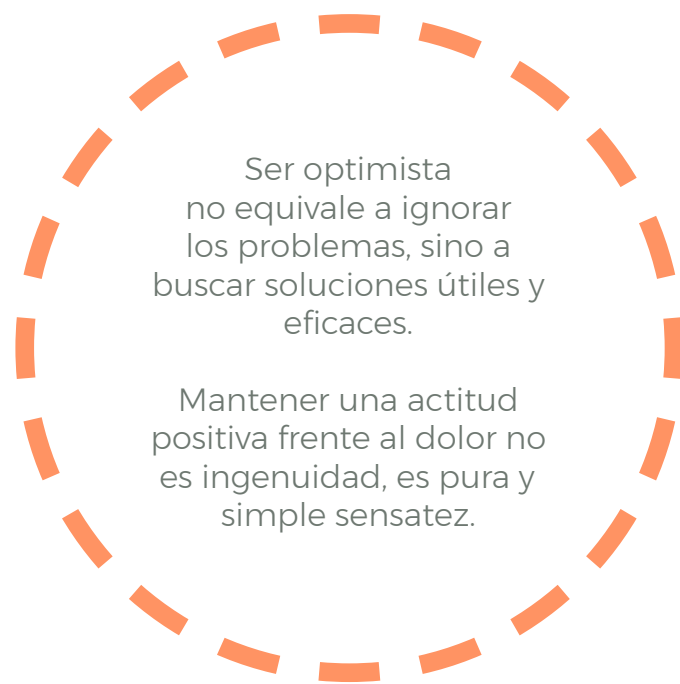 Ser optimista
no equivale a ignorar
los problemas, sino a
buscar soluciones útiles y
eficaces.
Mantener una actitud
positiva frente al dolor no
es ingenuidad, es pura y
simple sensatez.